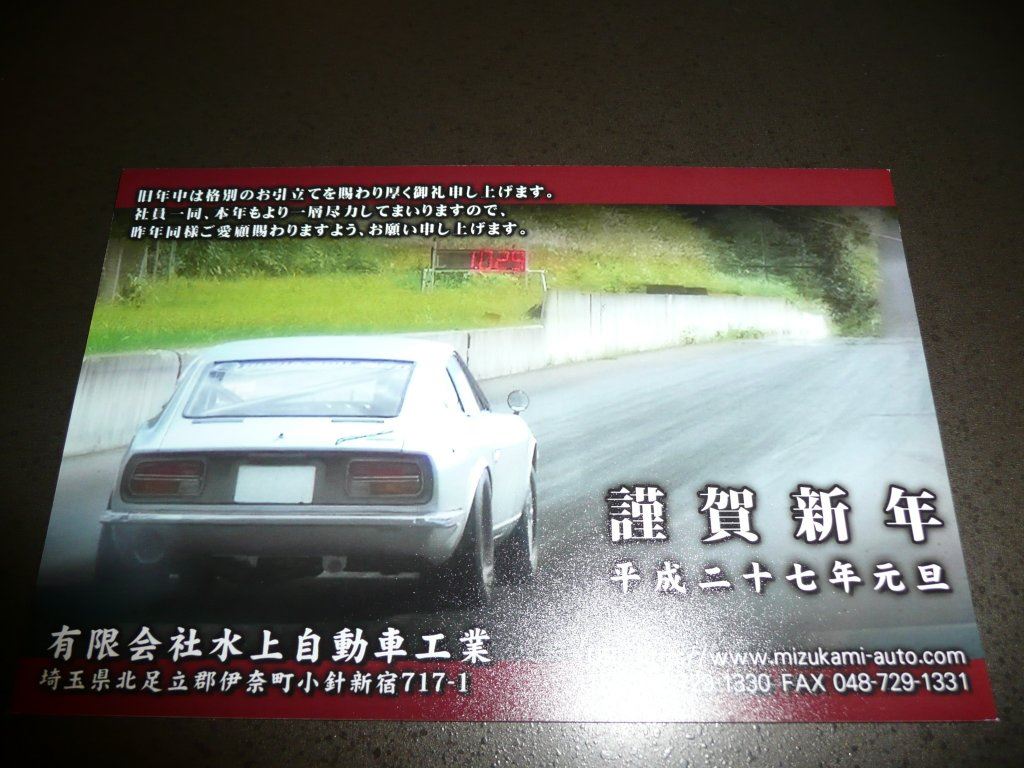 旧年中は格別のお引立てを賜わり厚く御礼申し上げます。
社員一同、本年もより一層尽力してまいりますので、
昨年同様ご愛顧賜わりますよう、お願い申し上げます。
謹賀新年
平成二十七年元旦
有限会社水上自動車工業
埼玉県北足立郡伊奈町小針新宿717-1
/www.mizukami-auto.com
1330 FAX 048-729-1331